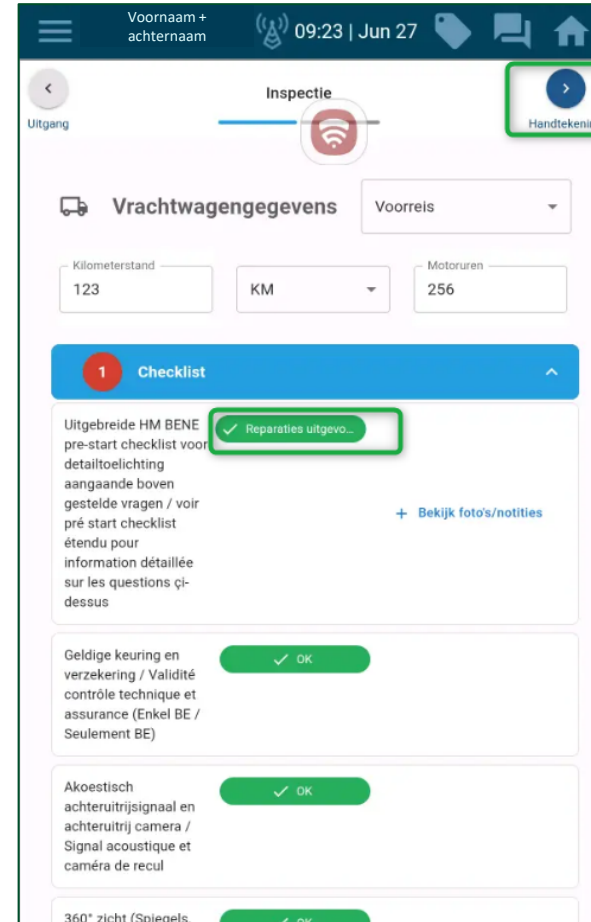 Voornaam +
achternaam
09:23 | Jun 27
Uitgang
Inspectie
Vrachtwagengegevens
Voorreis
Kilometerstand
123
KM
Motoruren
256
1 Checklist
Uitgebreide HM BENE
pre-start checklist voor
detailtoelichting
aangaande boven
gestelde vragen / voir
pré start checklist
étendu pour
information détaillée
sur les questions çi-
dessus
Reparaties uitgevo...
+ Bekijk foto's/notities
Geldige keuring en
verzekering / Validité
contrôle technique et
assurance (Enkel BE /
Seulement BE)
OK
Akoestisch
achteruitrijsignaal en
achteruitrij camera /
Signal acoustique et
caméra de recul
OK
360° zicht (Spiegels,
OK